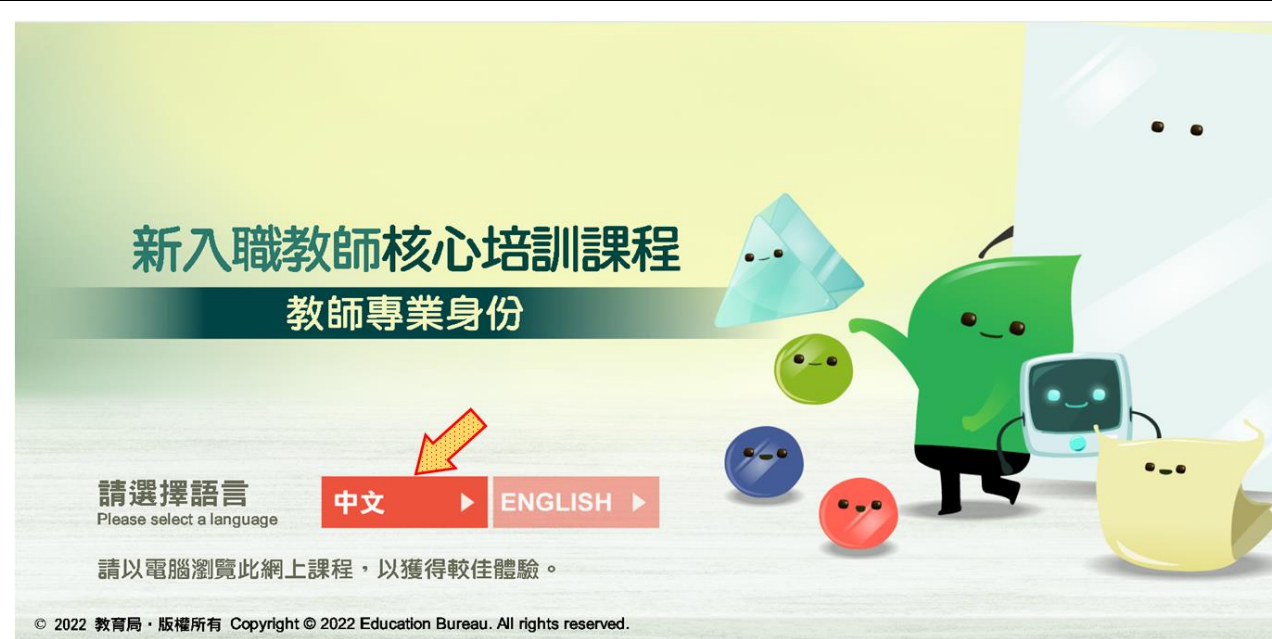 新入職教師核心培訓課程
教師專業身份
請選擇語言
Please select a language
中文
ENGLISH
請以電腦瀏覽此網上課程，以獲得較佳體驗。
© 2022 教育局・版權所有 Copyright © 2022 Education Bureau. All rights reserved.